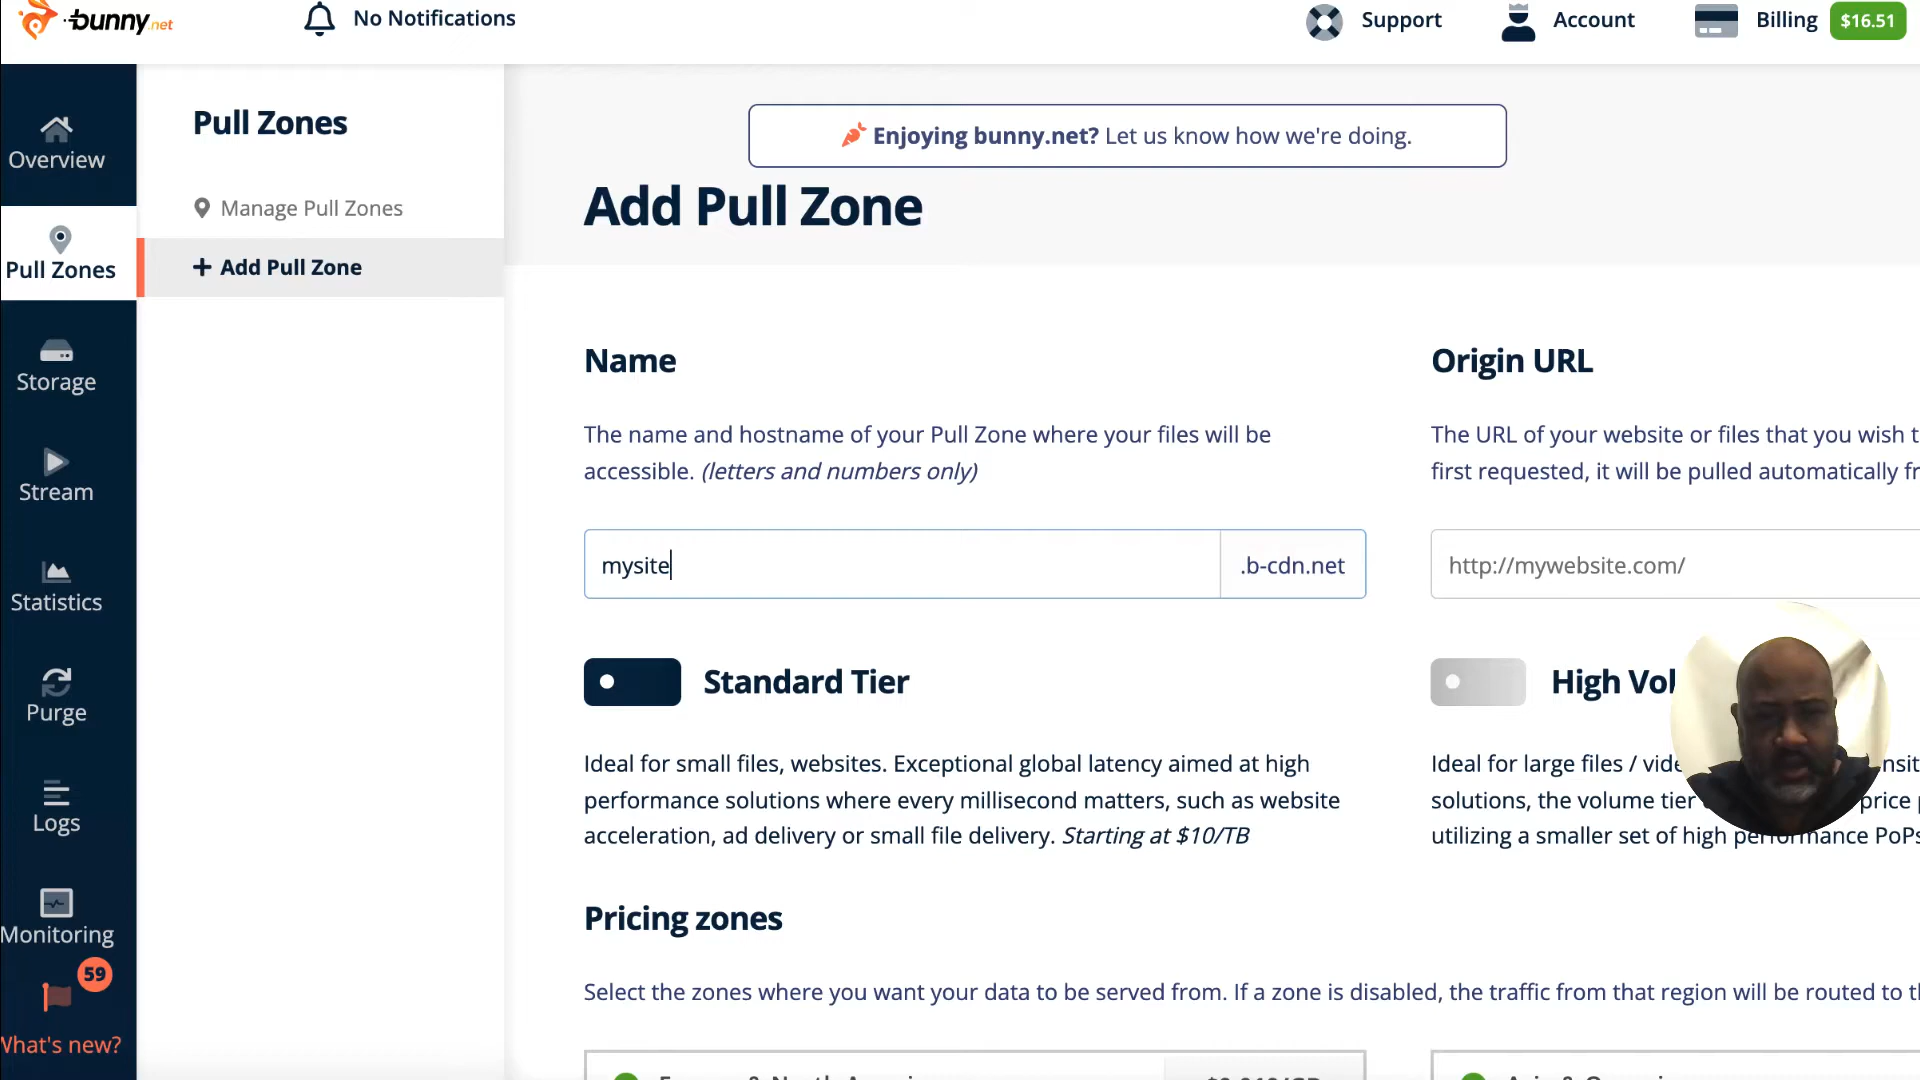 bunny.net
No Notifications
Support
Account
Billing
$16.51
Overview
Pull Zones
Storage
Stream
Statistics
Purge
Logs
Monitoring
59
What's new?
Pull Zones
Manage Pull Zones
Add Pull Zone
Enjoying bunny.net? Let us know how we're doing.
Add Pull Zone
Name
The name and hostname of your Pull Zone where your files will be
accessible. (letters and numbers only)
mysite
.b-cdn.net
Origin URL
The URL of your website or files that you wish
first requested, it will be pulled automatically
http://mywebsite.com/
Standard Tier
Ideal for small files, websites. Exceptional global latency aimed at high
performance solutions where every millisecond matters, such as website
acceleration, ad delivery or small file delivery. Starting at $10/TB
High Vol
Ideal for large files /
solutions, the volume tier price
utilizing a smaller set of high performance PoPs
Pricing zones
Select the zones where you want your data to be served from. If a zone is disabled, the traffic from that region will be routed to